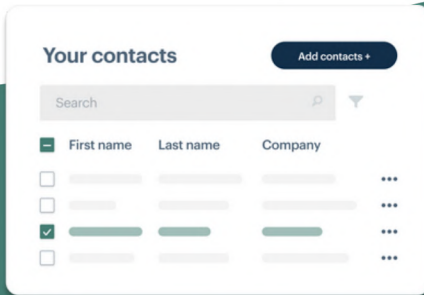 Your contacts
Add contacts +
Search
First name Last name Company